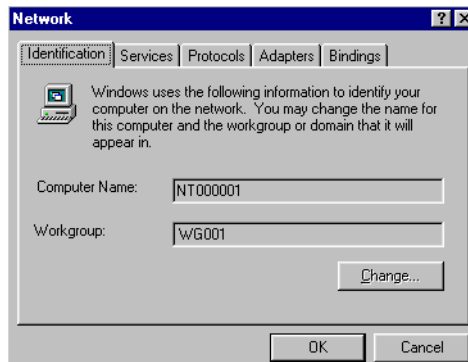 Network
Identification Services Protocols Adapters Bindings
Windows uses the following information to identify your
computer on the network. You may change the name for
this computer and the workgroup or domain that it will
appear in.
Computer Name: NT000001
Workgroup: WG001
Change...
OK Cancel